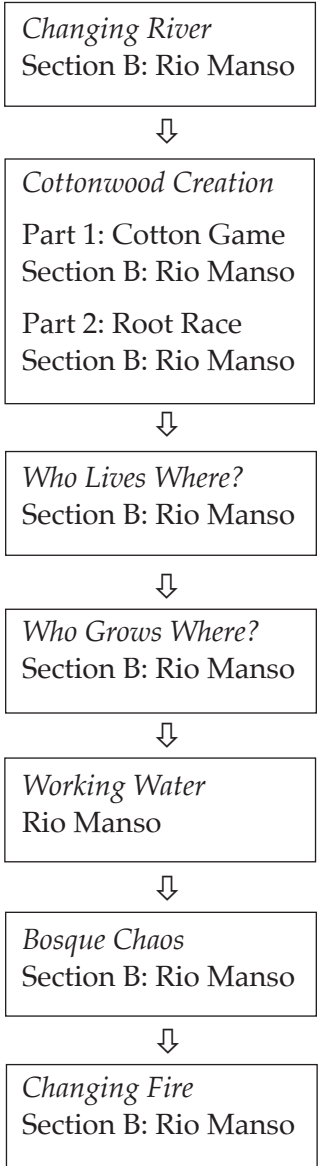 Changing River
Section B: Rio Manso
Cottonwood Creation
Part 1: Cotton Game
Section B: Rio Manso
Part 2: Root Race
Section B: Rio Manso
Who Lives Where?
Section B: Rio Manso
Who Grows Where?
Section B: Rio Manso
Working Water
Rio Manso
Bosque Chaos
Section B: Rio Manso
Changing Fire
Section B: Rio Manso